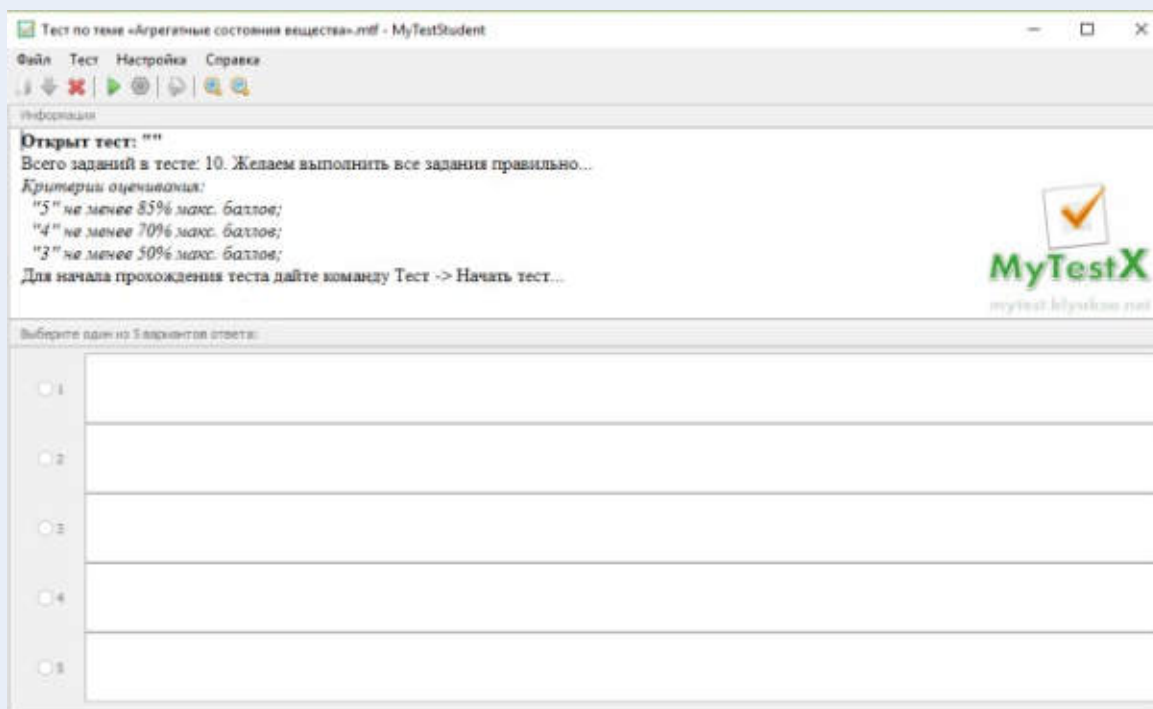 Тест по теме «Агрегатные состояния вещества».mtf - MyTestStudent
Файл Тест Настройка Справка
Информация
Открыт тест: ""
Всего заданий в тесте: 10. Желаем выполнить все задания правильно...
Критерии оценивания:
"5" не менее 85% макс. баллов;
"4" не менее 70% макс. баллов;
"3" не менее 50% макс. баллов;
Для начала прохождения теста дайте команду Тест -> Начать тест...
MyTestX
mytest.klyaksa.net
Выберите один из 5 вариантов ответа:
1
2
3
4
5